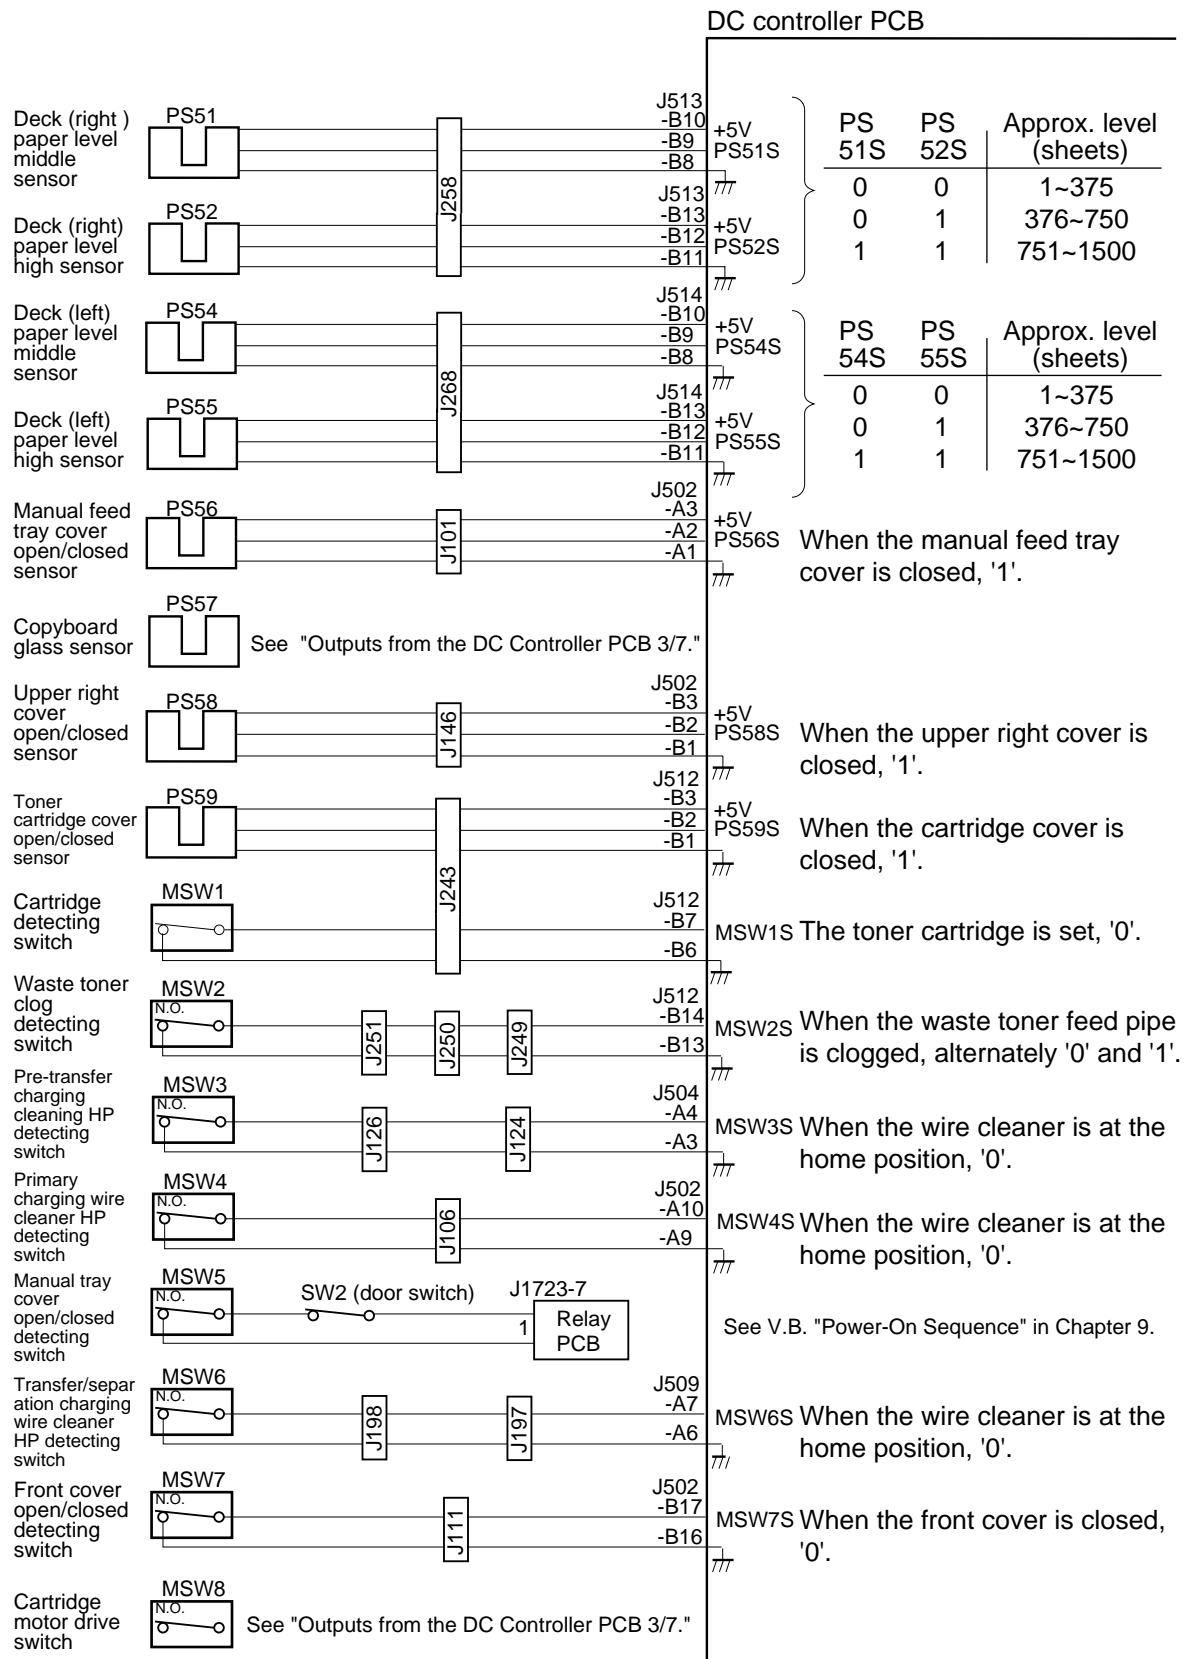 DC controller PCB
Deck (right )
paper level
middle
sensor
PS51
J258
J513
-B10
-B9
-B8
+5V
PS51S
Deck (right)
paper level
high sensor
PS52
J513
-B13
-B12
-B11
+5V
PS52S
PS PS Approx. level
51S 52S (sheets)
0 0 1~375
0 1 376~750
1 1 751~1500
Deck (left)
paper level
middle
sensor
PS54
J268
J514
-B10
-B9
-B8
+5V
PS54S
Deck (left)
paper level
high sensor
PS55
J514
-B13
-B12
-B11
+5V
PS55S
PS PS Approx. level
54S 55S (sheets)
0 0 1~375
0 1 376~750
1 1 751~1500
Manual feed
tray cover
open/closed
sensor
PS56
J101
J502
-A3
-A2
-A1
+5V
PS56S
When the manual feed tray
cover is closed, '1'.
Copyboard
glass sensor
PS57
See "Outputs from the DC Controller PCB 3/7."
Upper right
cover
open/closed
sensor
PS58
J146
J502
-B3
-B2
-B1
+5V
PS58S
When the upper right cover is
closed, '1'.
Toner
cartridge cover
open/closed
sensor
PS59
J243
J512
-B3
-B2
-B1
+5V
PS59S
When the cartridge cover is
closed, '1'.
Cartridge
detecting
switch
MSW1
J512
-B7
-B6
MSW1S The toner cartridge is set, '0'.
Waste toner
clog
detecting
switch
MSW2
N.O.
J251
J250
J249
J512
-B14
-B13
MSW2S When the waste toner feed pipe
is clogged, alternately '0' and '1'.
Pre-transfer
charging
cleaning HP
detecting
switch
MSW3
N.O.
J126
J124
J504
-A4
-A3
MSW3S When the wire cleaner is at the
home position, '0'.
Primary
charging wire
cleaner HP
detecting
switch
MSW4
N.O.
J106
J502
-A10
-A9
MSW4S When the wire cleaner is at the
home position, '0'.
Manual tray
cover
open/closed
detecting
switch
MSW5
N.O.
SW2 (door switch)
J1723-7
1
Relay
PCB
See V.B. "Power-On Sequence" in Chapter 9.
Transfer/separ
ation charging
wire cleaner
HP detecting
switch
MSW6
N.O.
J198
J197
J509
-A7
-A6
MSW6S When the wire cleaner is at the
home position, '0'.
Front cover
open/closed
detecting
switch
MSW7
N.O.
J111
J502
-B17
-B16
MSW7S When the front cover is closed,
'0'.
Cartridge
motor drive
switch
MSW8
N.O.
See "Outputs from the DC Controller PCB 3/7."